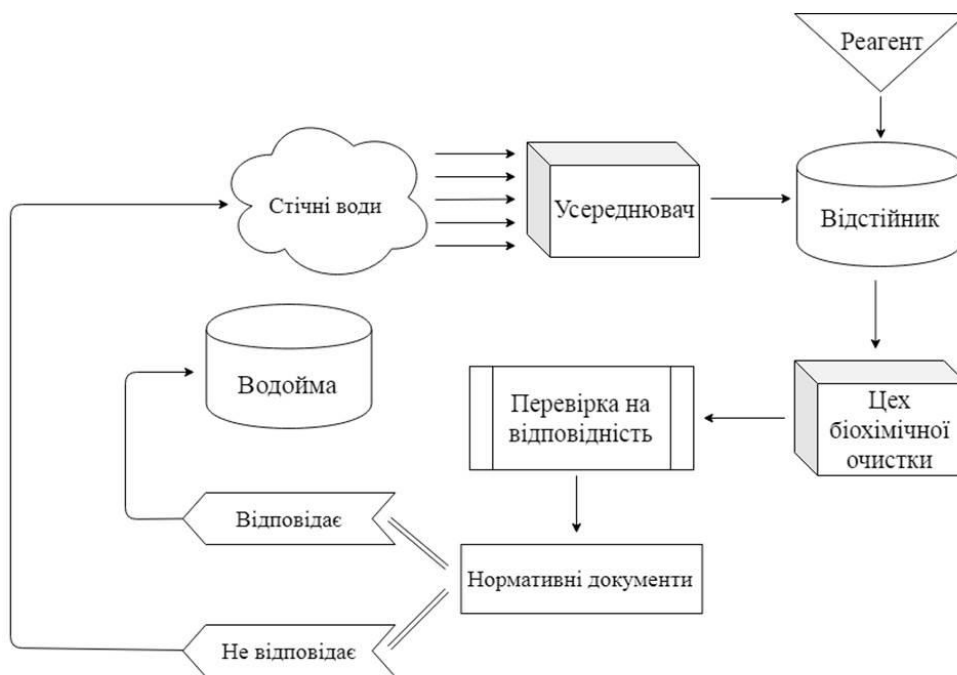 Реагент
Стічні води
Усереднювач
Відстійник
Водойма
Перевірка на
відповідність
Цех
біохімічної
очистки
Відповідає
Нормативні документи
Не відповідає